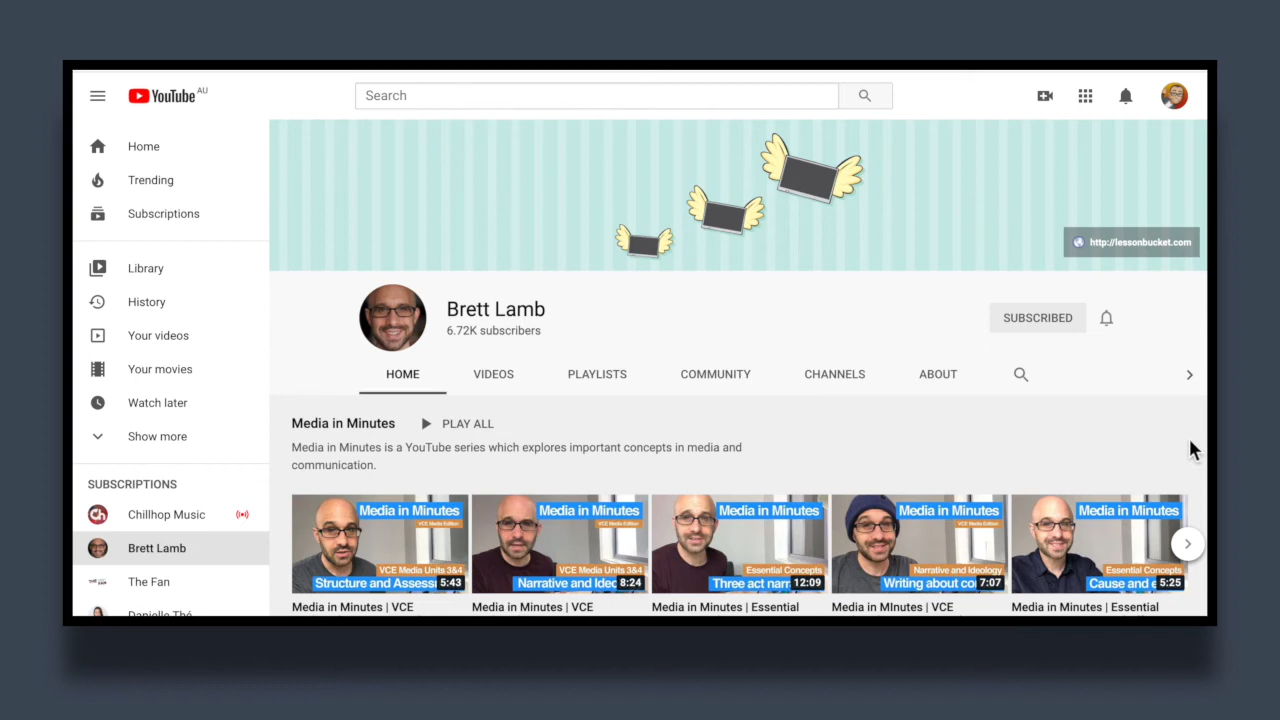 YouTube AU
Search
Home
Trending
Subscriptions
Library
History
Your videos
Your movies
Watch later
Show more
SUBSCRIPTIONS
Chillhop Music
Brett Lamb
The Fan
http://lessonbucket.com
Brett Lamb
6.72K subscribers
SUBSCRIBED
HOME VIDEOS PLAYLISTS COMMUNITY CHANNELS ABOUT
Media in Minutes PLAY ALL
Media in Minutes is a YouTube series which explores important concepts in media and
communication.
Media in Minutes
VCE Media Edition
VCE Media Units 3&4
Structure and Assess
5:43
Media in Minutes | VCE
Media in Minutes
VCE Media Edition
VCE Media Units 3&4
Narrative and Ideo
8:24
Media in Minutes | VCE
Media in Minutes
Essential Concepts
Three act narr
12:09
Media in Minutes | Essential
Media in Minutes
VCE Media Edition
Narrative and Ideology
Writing about co
7:07
Media in MInutes | VCE
Media in Minutes
Essential Concepts
Cause and e
5:25
Media in Minutes | Essential